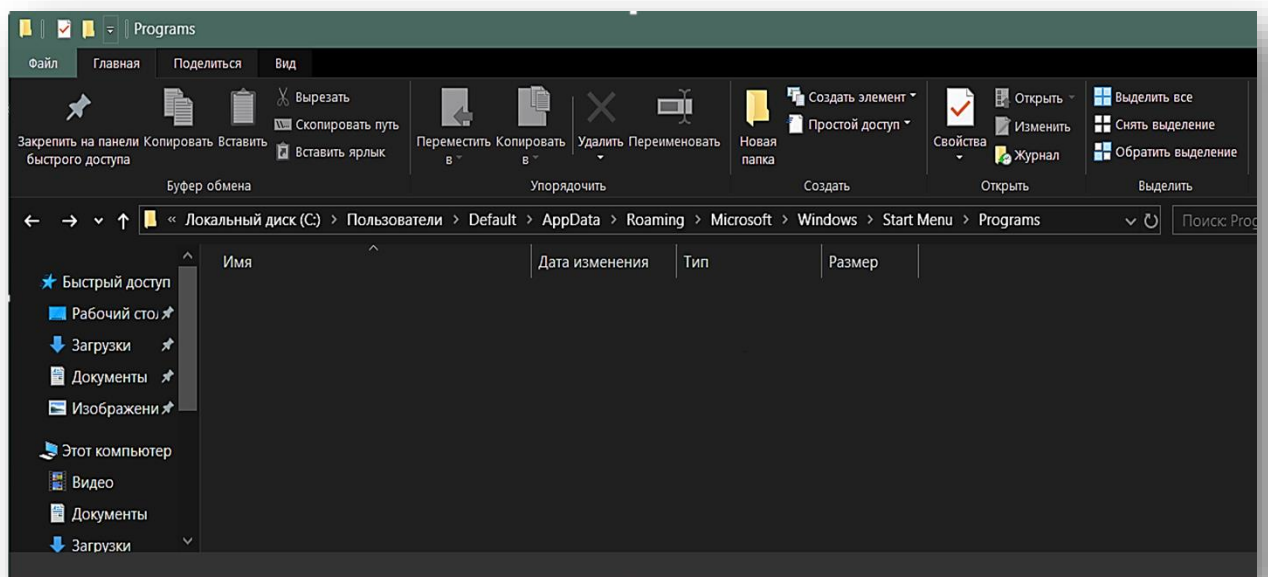 Programs
Файл Главная Поделиться Вид
Закрепить на панели быстрого доступа
Копировать
Вставить
Вырезать
Скопировать путь
Вставить ярлык
Буфер обмена
Переместить в
Копировать в
Удалить
Переименовать
Упорядочить
Новая папка
Создать элемент
Простой доступ
Создать
Свойства
Открыть
Изменить
Журнал
Открыть
Выделить все
Снять выделение
Обратить выделение
Выделить
« Локальный диск (C:) > Пользователи > Default > AppData > Roaming > Microsoft > Windows > Start Menu > Programs
Поиск: Prog
Имя Дата изменения Тип Размер
Быстрый доступ
Рабочий стол
Загрузки
Документы
Изображени
Этот компьютер
Видео
Документы
Загрузки